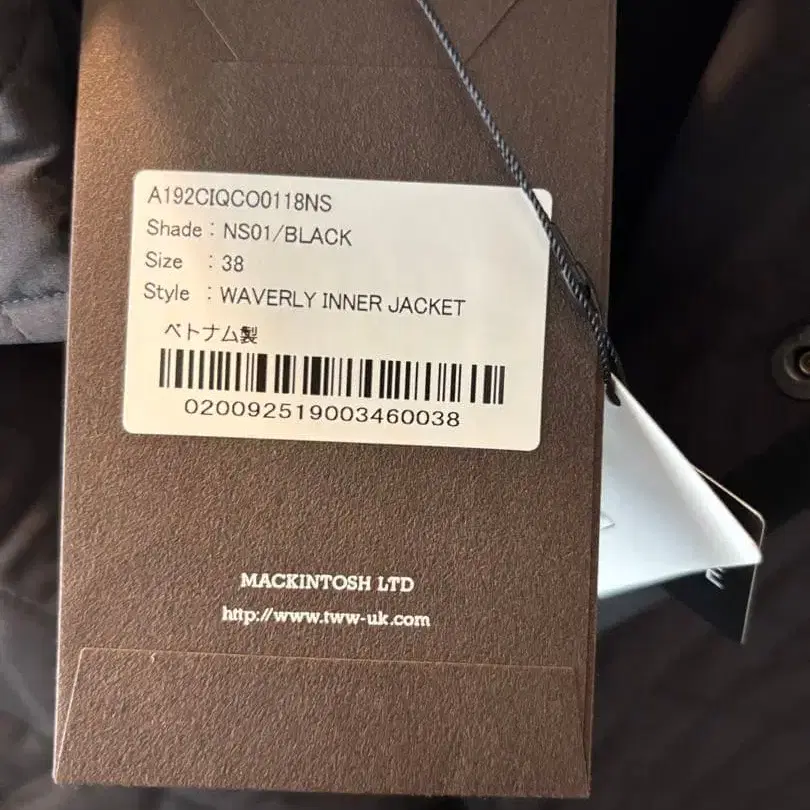 A192CIQCO0118NS
Shade : NS01/BLACK
Size : 38
Style : WAVERLY INNER JACKET
ベトナム製
020092519003460038
MACKINTOSH LTD
http://www.tww-uk.com